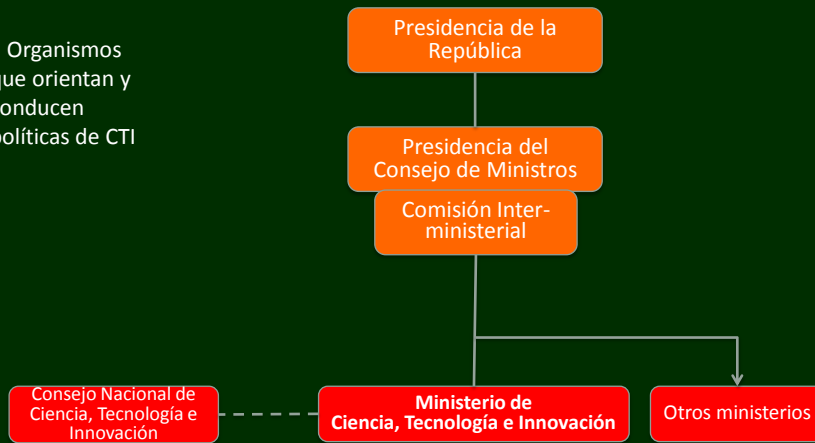 Organismos
que orientan y
conducen
políticas de CTI
Presidencia de la
República
Presidencia del
Consejo de Ministros
Comisión Inter-
ministerial
Consejo Nacional de
Ciencia, Tecnología e
Innovación
Ministerio de
Ciencia, Tecnología e Innovación
Otros ministerios